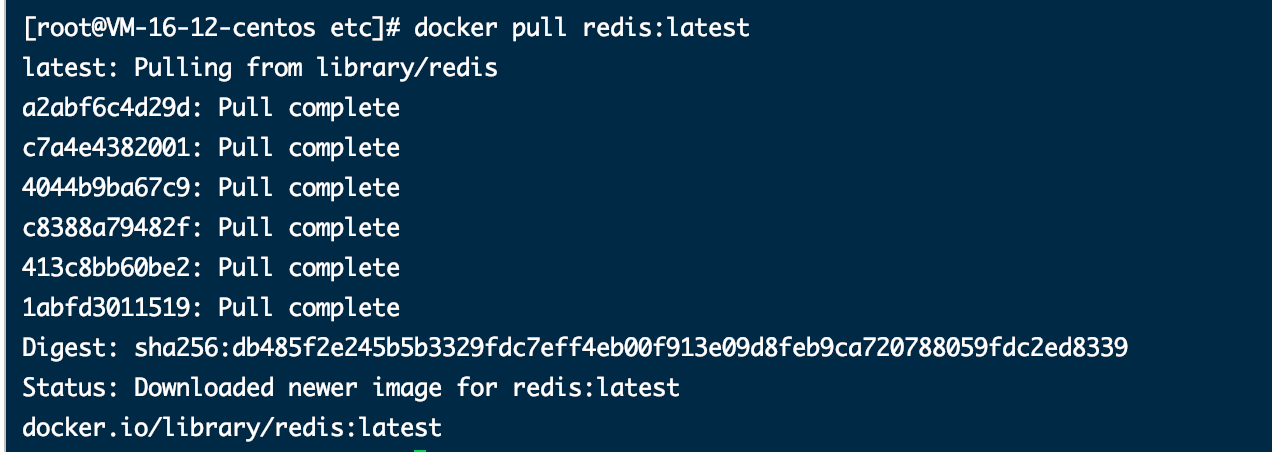 [root@VM-16-12-centos etc]# docker pull redis:latest
latest: Pulling from library/redis
a2abf6c4d29d: Pull complete
c7a4e4382001: Pull complete
4044b9ba67c9: Pull complete
c8388a79482f: Pull complete
413c8bb60be2: Pull complete
1abfd3011519: Pull complete
Digest: sha256:db485f2e245b5b3329fdc7eff4eb00f913e09d8feb9ca720788059fdc2ed8339
Status: Downloaded newer image for redis:latest
docker.io/library/redis:latest